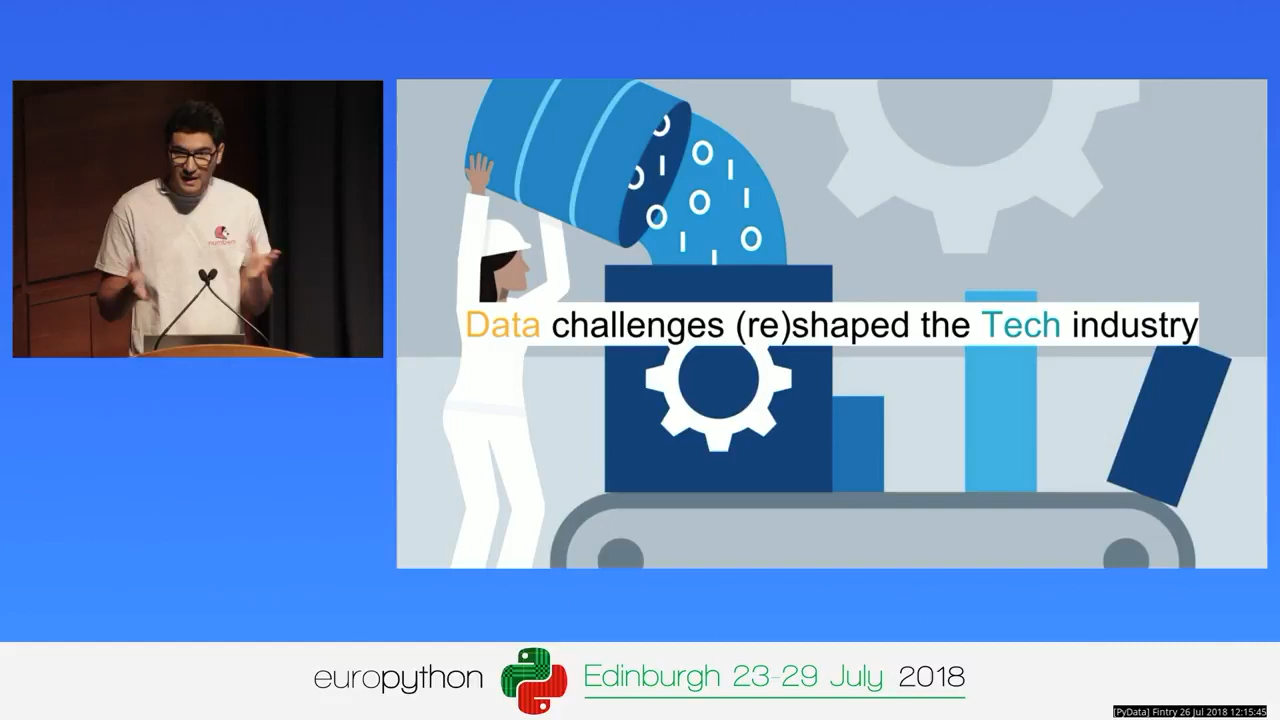 Data challenges (re)shaped the Tech industry
europython
Edinburgh 23-29 July 2018
[PyData] Fintry 26 Jul 2018 12:15:45